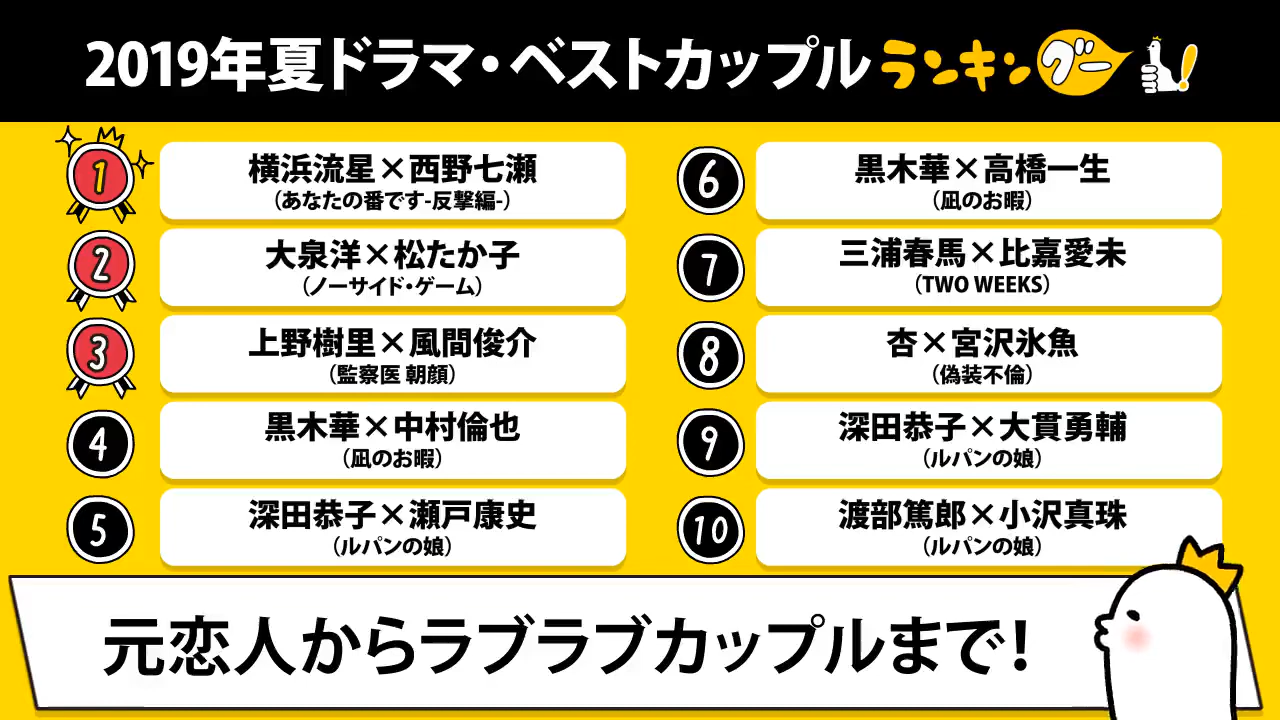 2019年夏ドラマ・ベストカップルランキングー!
1
横浜流星×西野七瀬
(あなたの番です-反撃編-)
2
大泉洋×松たか子
(ノーサイド・ゲーム)
3
上野樹里×風間俊介
(監察医 朝顔)
4
黒木華×中村倫也
(凪のお暇)
5
深田恭子×瀬戸康史
(ルパンの娘)
6
黒木華×高橋一生
(凪のお暇)
7
三浦春馬×比嘉愛未
(TWO WEEKS)
8
杏×宮沢氷魚
(偽装不倫)
9
深田恭子×大貫勇輔
(ルパンの娘)
10
渡部篤郎×小沢真珠
(ルパンの娘)
元恋人からラブラブカップルまで!